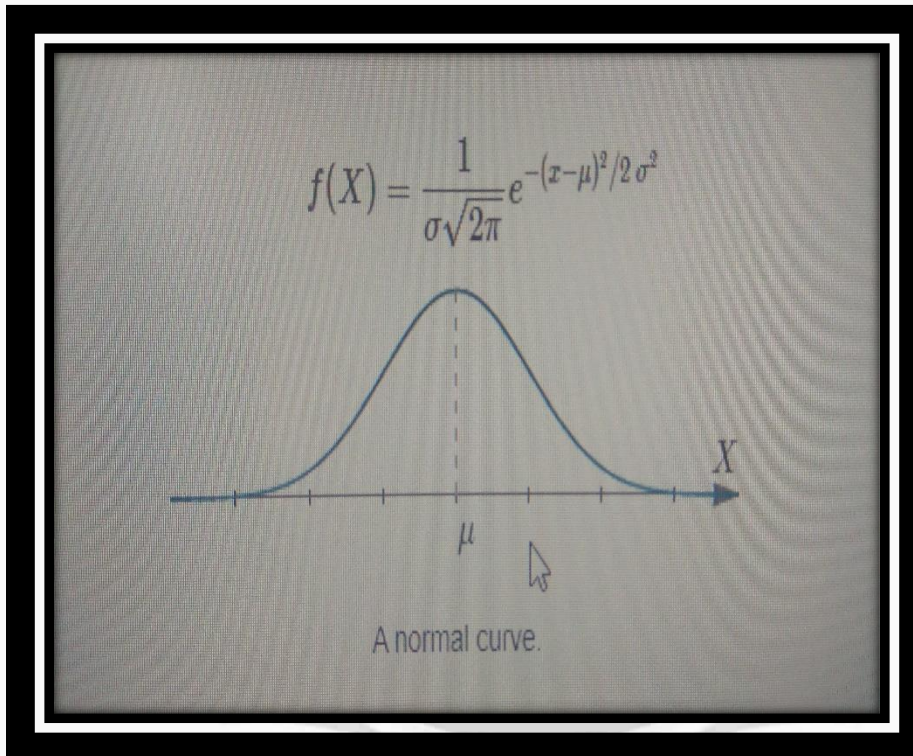 f(X) = 1/(σ√2π) e^−(x−μ)²/2σ²
X
μ
A normal curve.